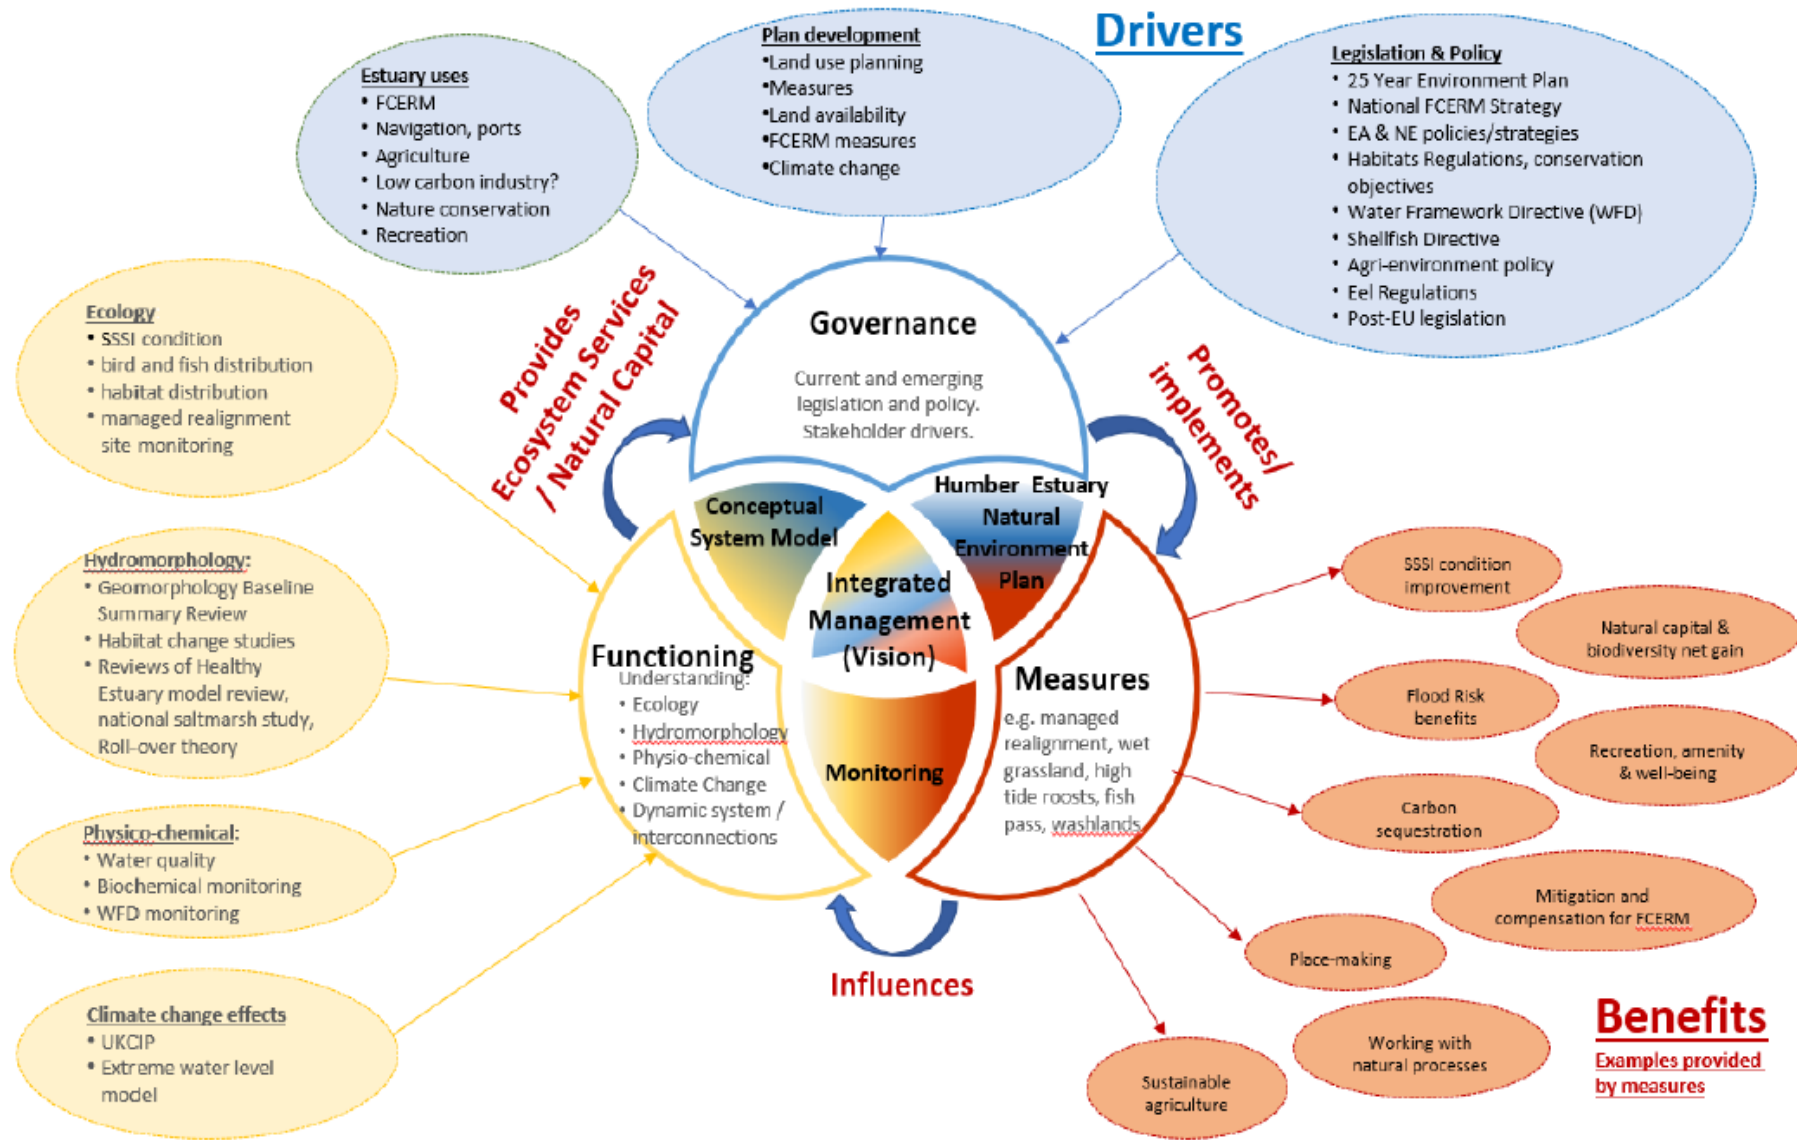 Drivers
Estuary uses
• FCERM
• Navigation, ports
• Agriculture
• Low carbon industry?
• Nature conservation
• Recreation
Plan development
•Land use planning
•Measures
•Land availability
•FCERM measures
•Climate change
Legislation & Policy
• 25 Year Environment Plan
• National FCERM Strategy
• EA & NE policies/strategies
• Habitats Regulations, conservation
objectives
• Water Framework Directive (WFD)
• Shellfish Directive
• Agri-environment policy
• Eel Regulations
• Post-EU legislation
Ecology
• SSSI condition
• bird and fish distribution
• habitat distribution
• managed realignment
site monitoring
Hydromorphology:
• Geomorphology Baseline
Summary Review
• Habitat change studies
• Reviews of Healthy
Estuary model review,
national saltmarsh study,
Roll-over theory
Physico-chemical:
• Water quality
• Biochemical monitoring
• WFD monitoring
Climate change effects
• UKCIP
• Extreme water level
model
Provides
Ecosystem Services
/ Natural Capital
Governance
Current and emerging
legislation and policy.
Stakeholder drivers.
Promotes/
implements
Conceptual
System Model
Humber Estuary
Natural
Environment
Plan
Integrated
Management
(Vision)
Functioning
Understanding:
• Ecology
• Hydromorphology
• Physio-chemical
• Climate Change
• Dynamic system /
interconnections
Monitoring
Measures
e.g. managed
realignment, wet
grassland, high
tide roosts, fish
pass, washlands
Influences
SSSI condition
improvement
Natural capital &
biodiversity net gain
Flood Risk
benefits
Recreation, amenity
& well-being
Carbon
sequestration
Mitigation and
compensation for FCERM
Place-making
Working with
natural processes
Sustainable
agriculture
Benefits
Examples provided
by measures